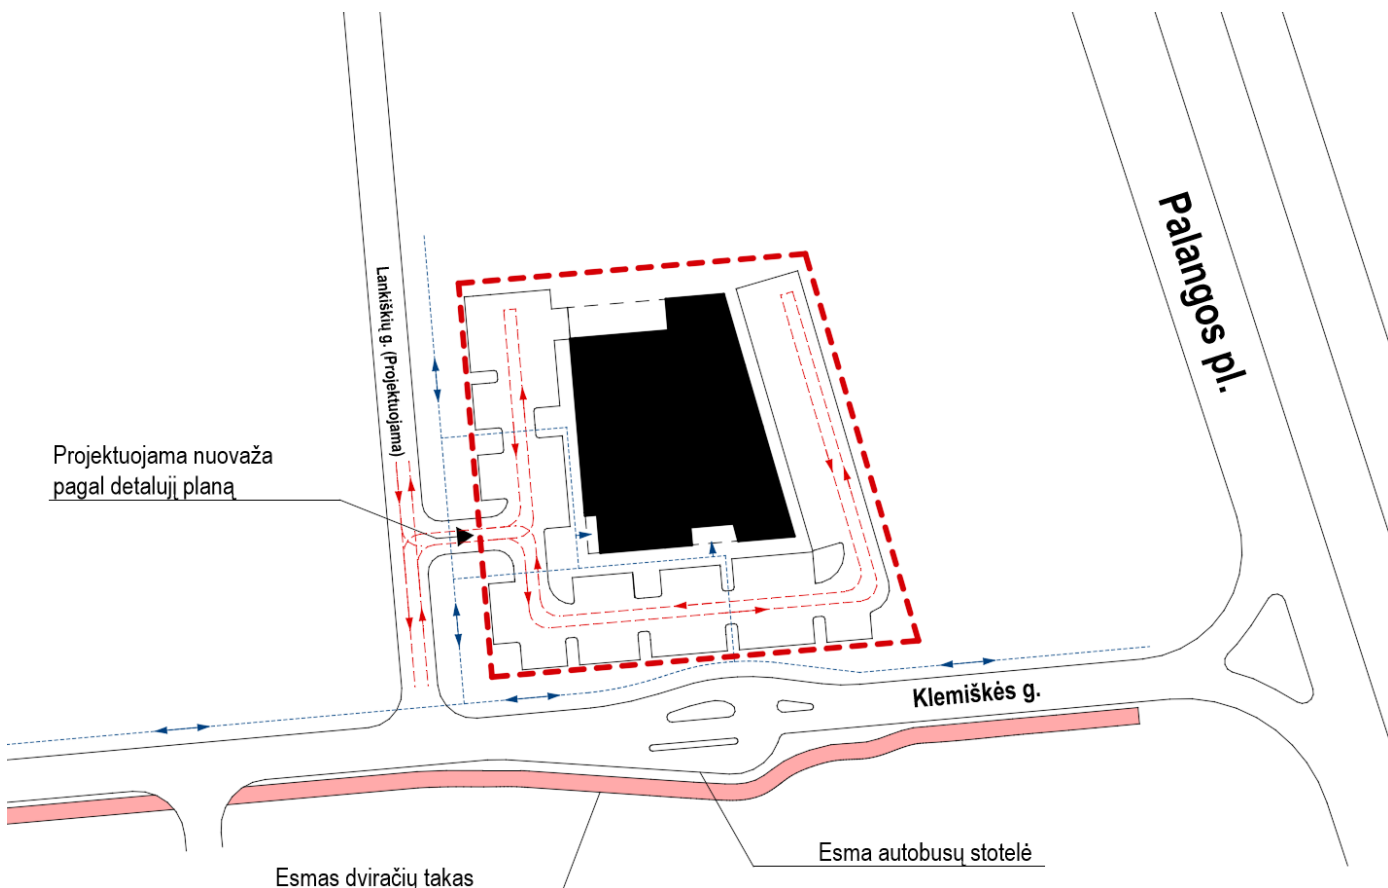 Palangos pl.
Lankiškių g. (Projektuojama)
Projektuojama nuovaža
pagal detalųjį planą
Klemiškės g.
Esma autobusų stotelė
Esmas dviračių takas